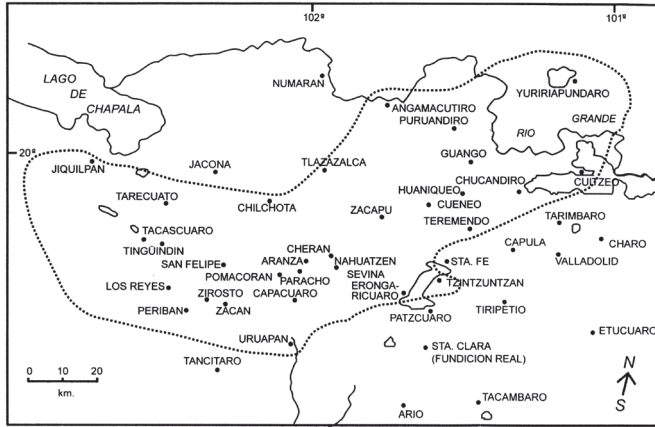 102º
101º
LAGO
DE
CHAPALA
NUMARAN
YURIRIAPUNDARO
ANGAMACUTIRO
PURUANDIRO
RIO
GRANDE
20º
GUANGO
JIQUILPAN
JACONA
TLAZAZALCA
CUITZEO
CHUCANDIRO
HUANIQUEO
TARECUATO
CHILCHOTA
CUENEO
ZACAPU
TEREMENDO
TARIMBARO
TACASCUARO
CHARO
TINGÜINDIN
CHERAN
CAPULA
SAN FELIPE
ARANZA
NAHUATZEN
STA. FE
VALLADOLID
POMACORAN
PARACHO
SEVINA
TZINTZUNTZAN
LOS REYES
ERONGA-
RICUARO
ZIROSTO
CAPACUARO
TIRIPETIO
PERIBAN
ZACAN
PATZCUARO
URUAPAN
ETUCUARO
STA. CLARA
(FUNDICION REAL)
TANCITARO
N
0 10 20
km.
S
TACAMBARO
ARIO